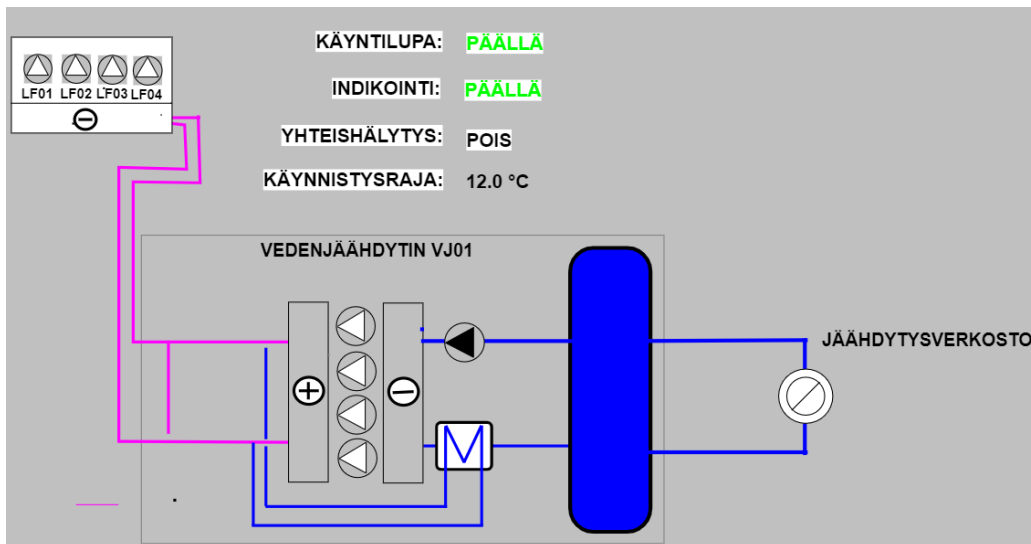 KÄYNTILUPA: PÄÄLLÄ
INDIKOINTI: PÄÄLLÄ
YHTEISHÄLYTYS: POIS
KÄYNNISTYSRAJA: 12.0 °C
LF01 LF02 LF03 LF04
VEDENJÄÄHDYTIN VJ01
JÄÄHDYTYSVERKOSTO